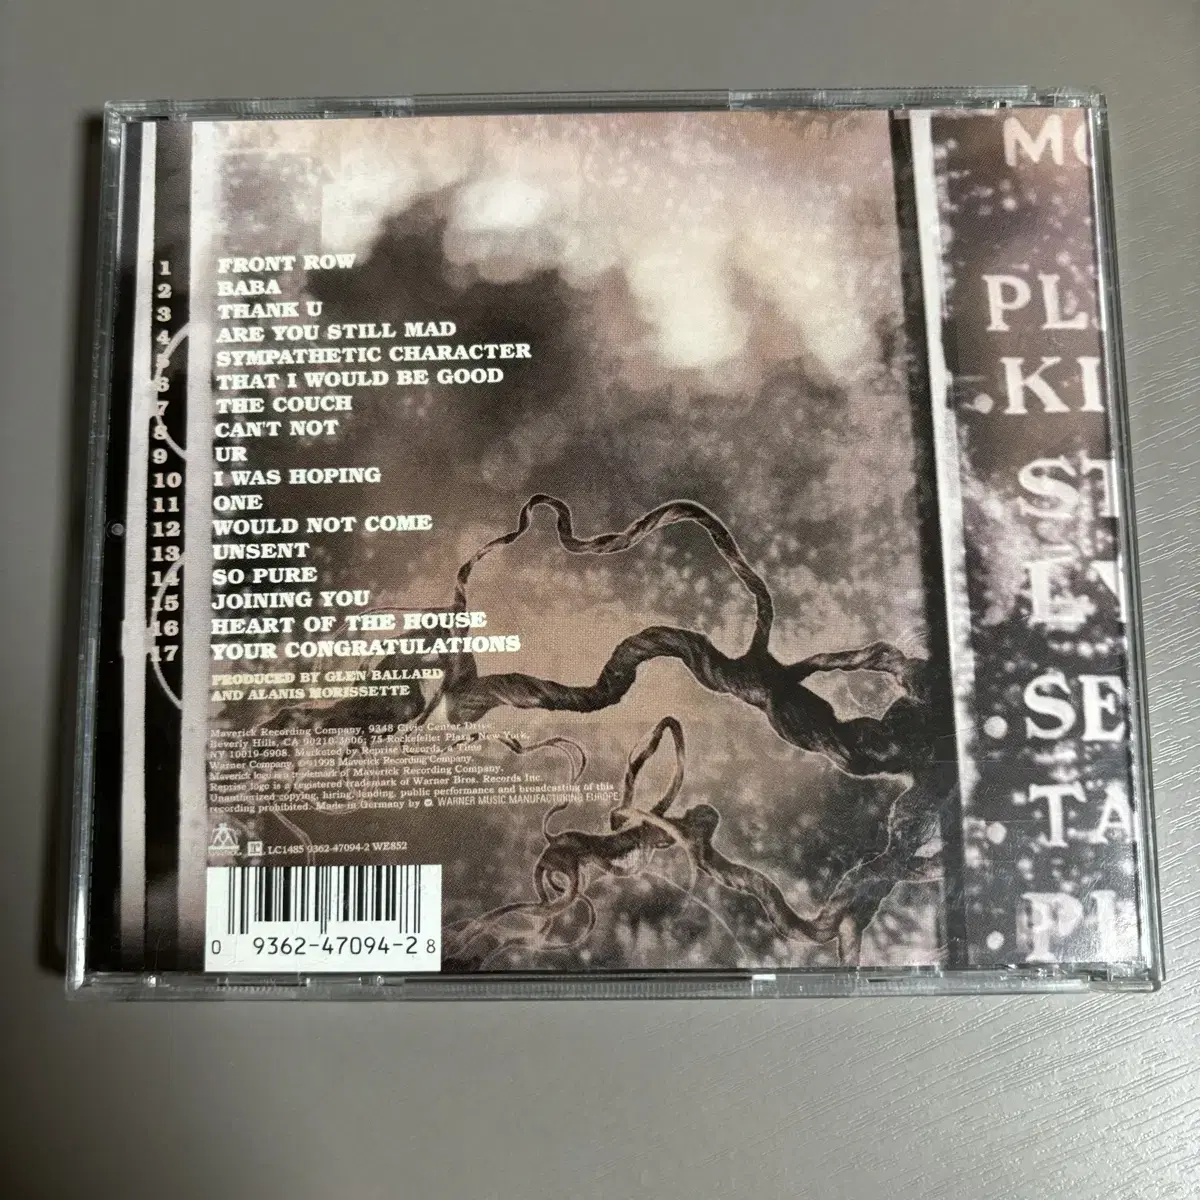 1 FRONT ROW
2 BABA
3 THANK U
4 ARE YOU STILL MAD
5 SYMPATHETIC CHARACTER
6 THAT I WOULD BE GOOD
7 THE COUCH
8 CAN'T NOT
9 UR
10 I WAS HOPING
11 ONE
12 WOULD NOT COME
13 UNSENT
14 SO PURE
15 JOINING YOU
16 HEART OF THE HOUSE
17 YOUR CONGRATULATIONS
PRODUCED BY GLEN BALLARD
AND ALANIS MORISSETTE
Maverick Recording Company, 9348 Civic Center Drive,
Beverly Hills, CA 90210-3606; 75 Rockefeller Plaza, New York,
NY 10019-6908. Marketed by Reprise Records, a Time
Warner Company. ℗©1998 Maverick Recording Company.
Maverick logo is a trademark of Maverick Recording Company.
Reprise logo is a registered trademark of Warner Bros. Records Inc.
Unauthorized copying, hiring, lending, public performance and broadcasting of this
recording prohibited. Made in Germany by WARNER MUSIC MANUFACTURING EUROPE.
LC1485 9362-47094-2 WE852
0 9362-47094-2 8
MO
PL
.KI
ST
LV
.SE
.TA
.PL